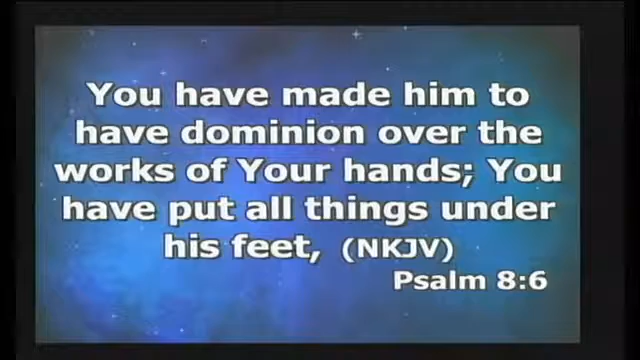 You have made him to
have dominion over the
works of Your hands; You
have put all things under
his feet, (NKJV)
Psalm 8:6